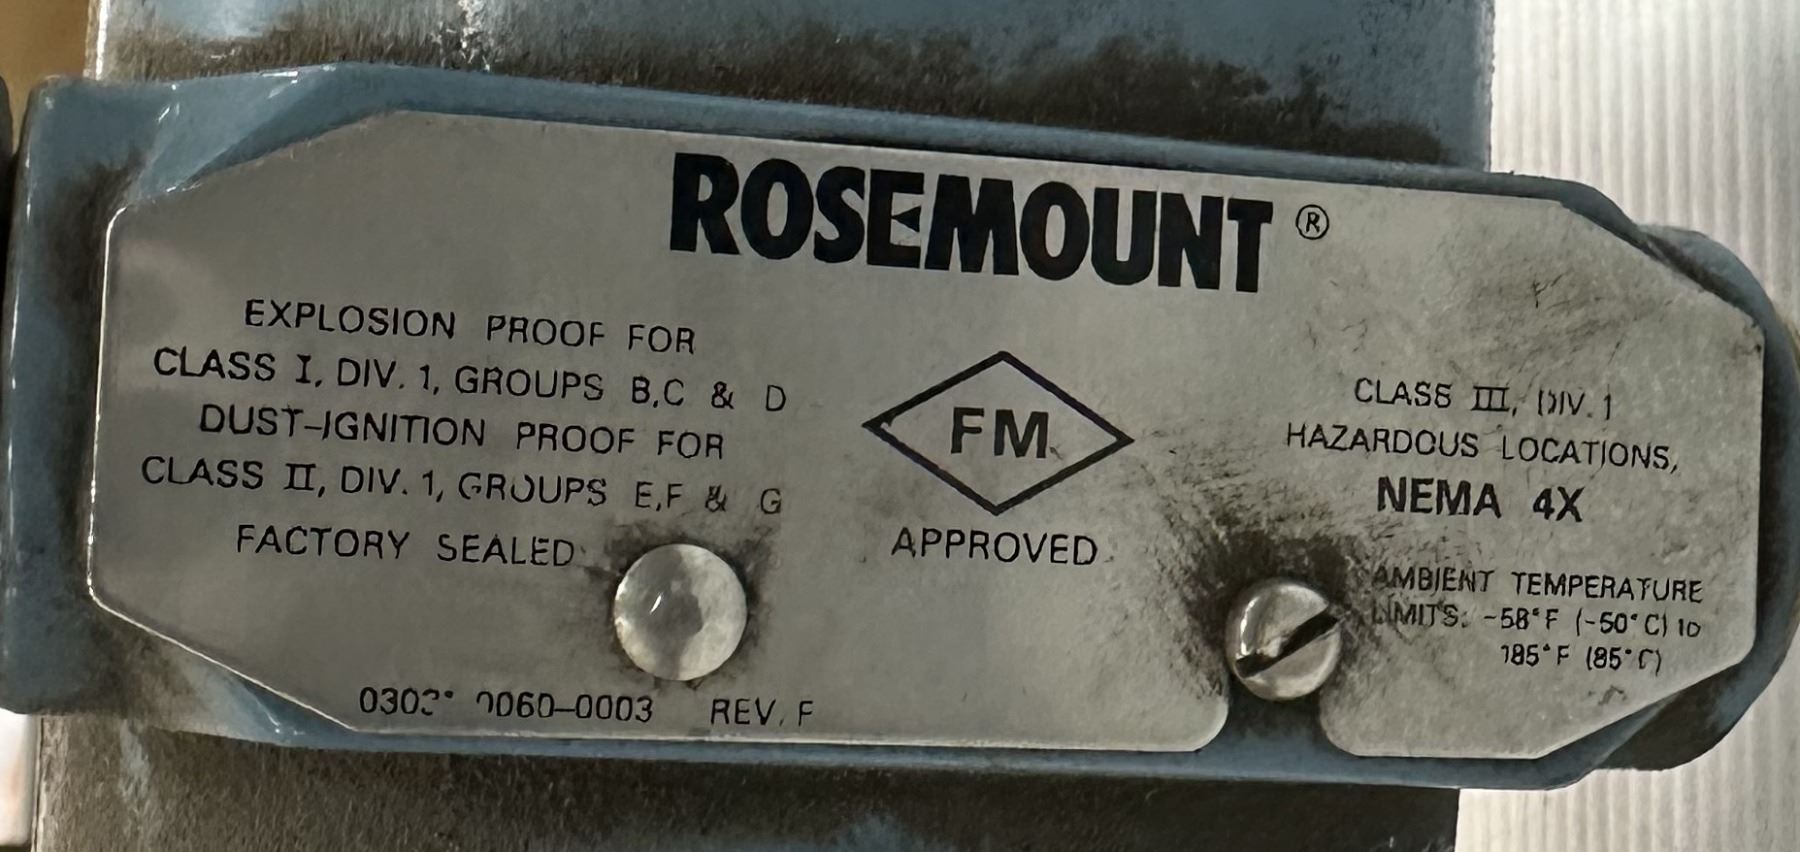 ROSEMOUNT ®
EXPLOSION PROOF FOR
CLASS I, DIV. 1, GROUPS B,C & D
DUST-IGNITION PROOF FOR
CLASS II, DIV. 1, GROUPS E,F & G
FACTORY SEALED
FM
APPROVED
CLASS III, DIV. 1
HAZARDOUS LOCATIONS,
NEMA 4X
AMBIENT TEMPERATURE
LIMITS: -58°F (-50°C) to
185°F (85°C)
REV. F